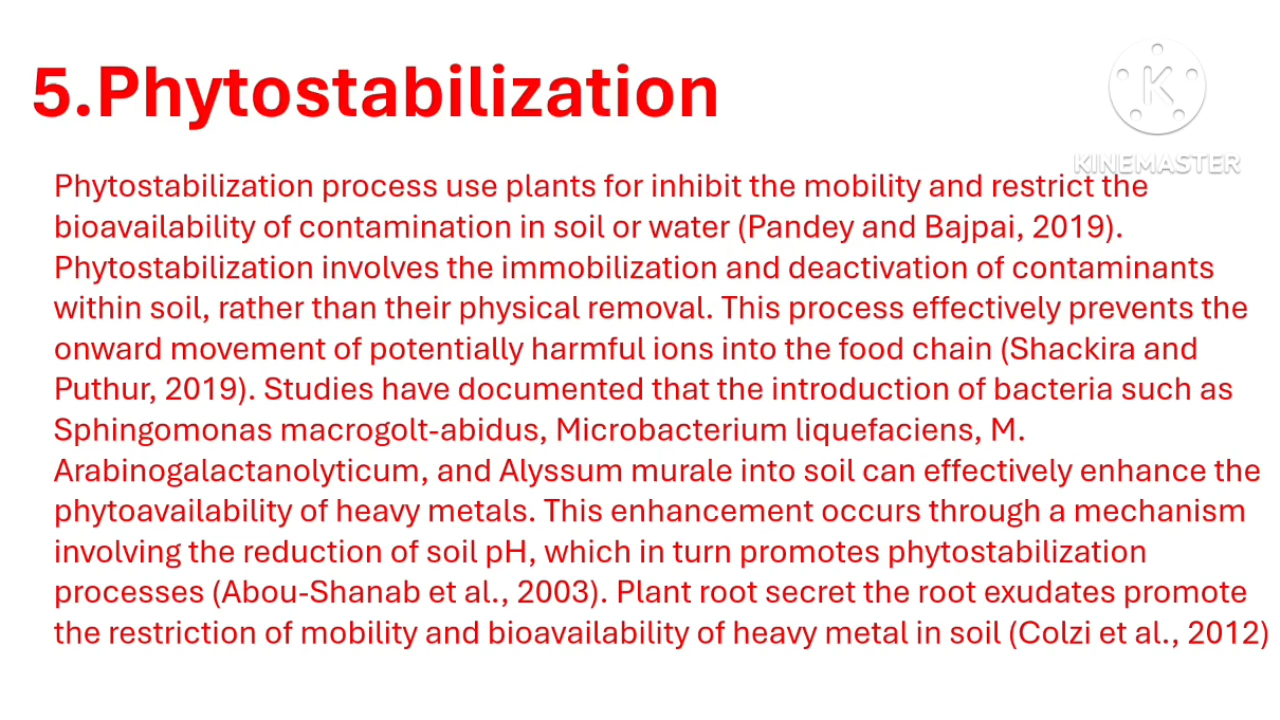 5.Phytostabilization
K
KINEMASTER
Phytostabilization process use plants for inhibit the mobility and restrict the
bioavailability of contamination in soil or water (Pandey and Bajpai, 2019).
Phytostabilization involves the immobilization and deactivation of contaminants
within soil, rather than their physical removal. This process effectively prevents the
onward movement of potentially harmful ions into the food chain (Shackira and
Puthur, 2019). Studies have documented that the introduction of bacteria such as
Sphingomonas macrogolt-abidus, Microbacterium liquefaciens, M.
Arabinogalactanolyticum, and Alyssum murale into soil can effectively enhance the
phytoavailability of heavy metals. This enhancement occurs through a mechanism
involving the reduction of soil pH, which in turn promotes phytostabilization
processes (Abou-Shanab et al., 2003). Plant root secret the root exudates promote
the restriction of mobility and bioavailability of heavy metal in soil (Colzi et al., 2012)